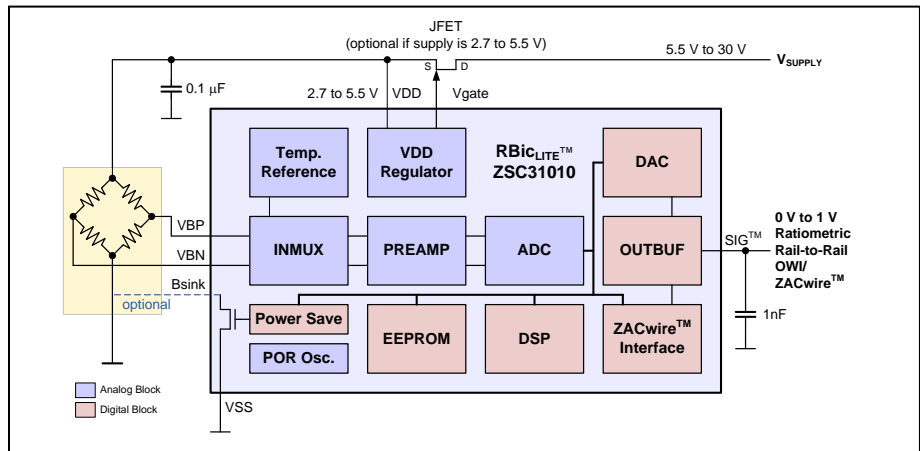 JFET
(optional if supply is 2.7 to 5.5 V)
5.5 V to 30 V
S
D
VSUPPLY
0.1 µF
2.7 to 5.5 V
VDD
Vgate
Temp.
Reference
VDD
Regulator
RBicLITE™
ZSC31010
DAC
VBP
VBN
INMUX
PREAMP
ADC
OUTBUF
SIG™
0 V to 1 V
Ratiometric
Rail-to-Rail
OWI/
ZACwire™
Bsink
optional
Power Save
EEPROM
DSP
ZACwire™
Interface
1nF
POR Osc.
Analog Block
Digital Block
VSS